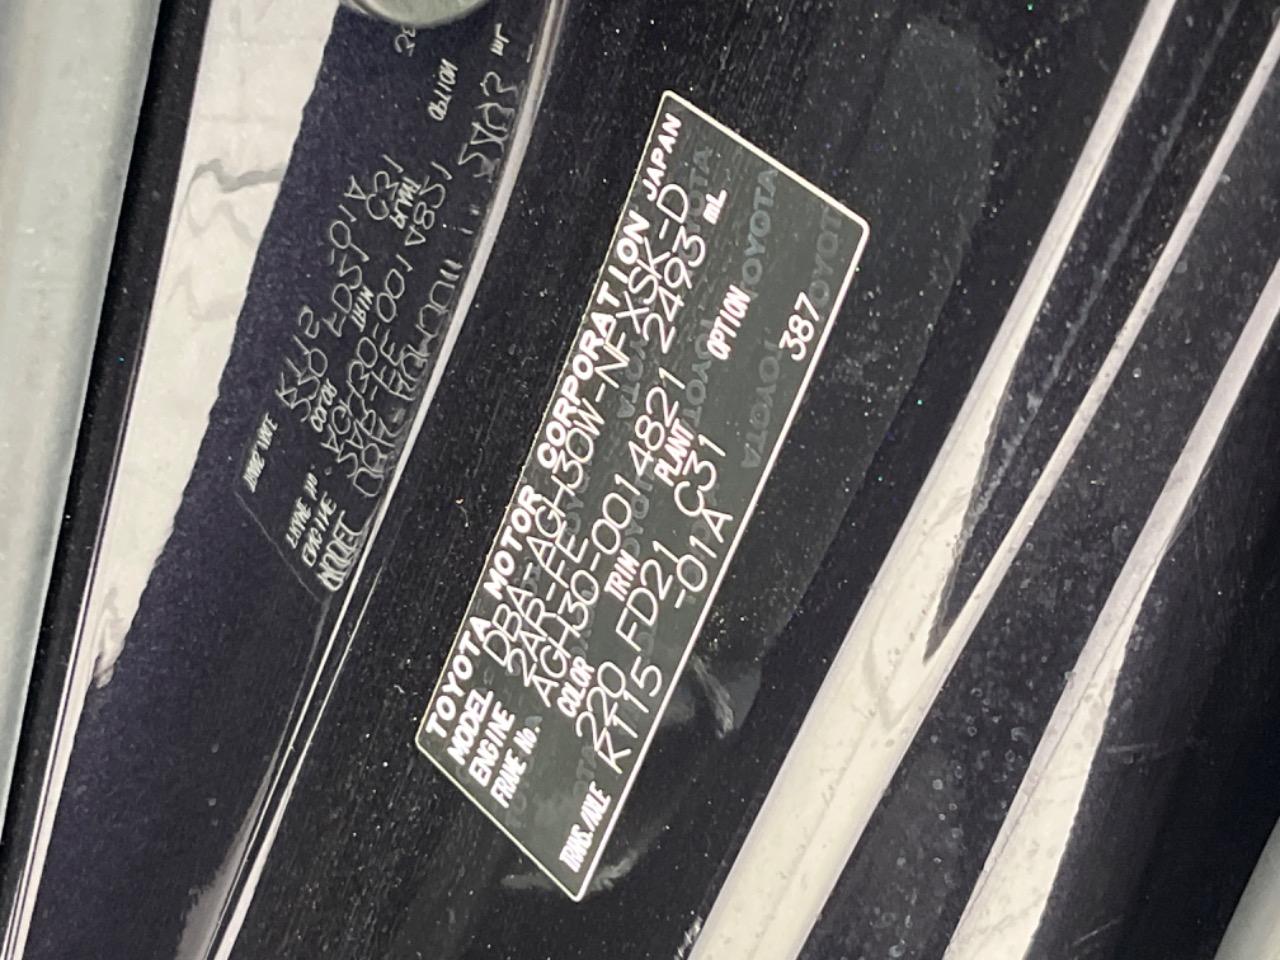 TOYOTA MOTOR CORPORATION JAPAN
MODEL DBA-AGH30W-NFXSK-D
ENGINE 2AR-FE 2493 mL
FRAME No. AGH30-0014821
COLOR TRIM PLANT OPTION
220 FD21 C31 387
TRANS./AXLE K115 -01A